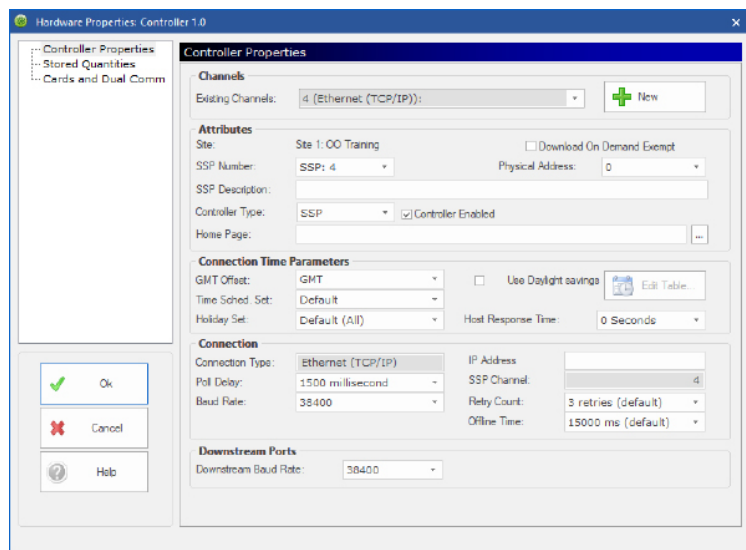 Hardware Properties: Controller 1.0
Controller Properties
Stored Quantities
Cards and Dual Comm
Controller Properties
Channels
Existing Channels: 4 (Ethernet (TCP/IP)): New
Attributes
Site: Site 1: OO Training Download On Demand Exempt
SSP Number: SSP: 4 Physical Address: 0
SSP Description:
Controller Type: SSP Controller Enabled
Home Page: ...
Connection Time Parameters
GMT Offset: GMT Use Daylight savings Edit Table...
Time Sched. Set: Default
Holiday Set: Default (All) Host Response Time: 0 Seconds
Connection
Connection Type: Ethernet (TCP/IP) IP Address
Poll Delay: 1500 millisecond SSP Channel: 4
Baud Rate: 38400 Retry Count: 3 retries (default)
Offline Time: 15000 ms (default)
Downstream Ports
Downstream Baud Rate: 38400
Ok
Cancel
Help